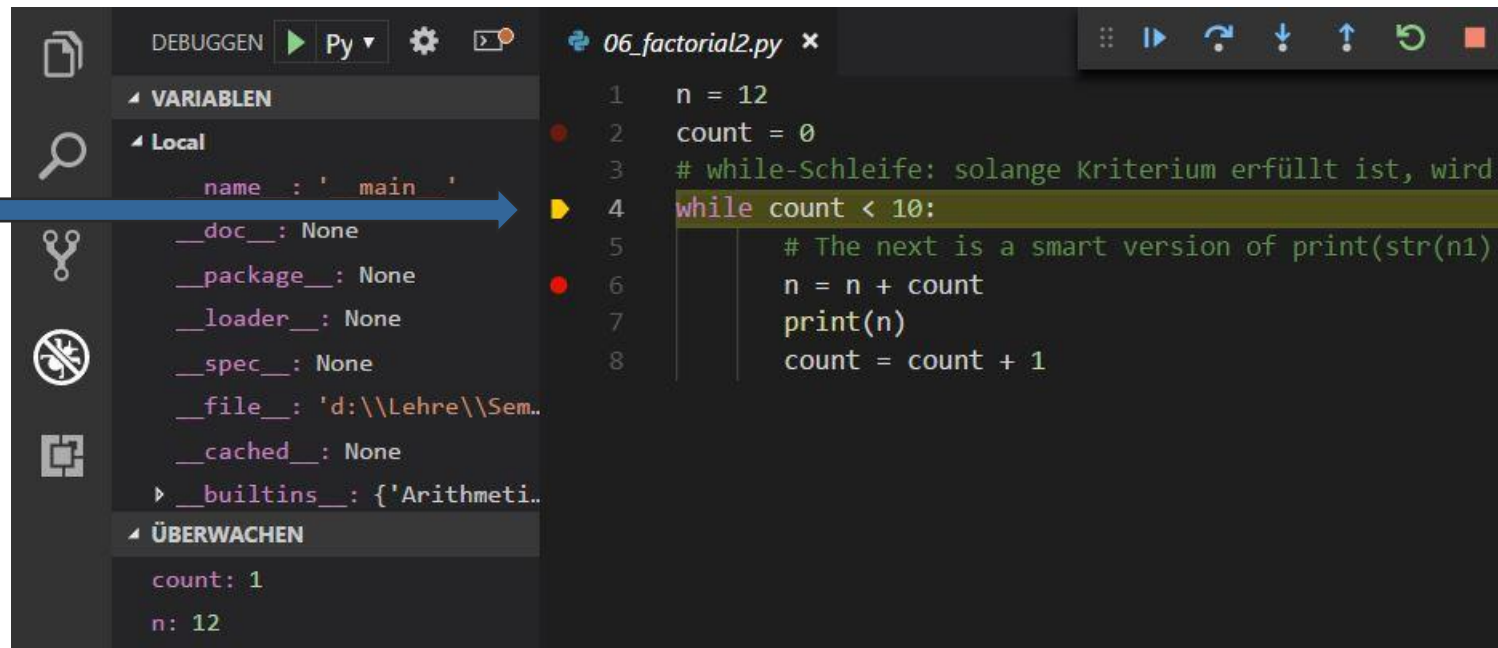 DEBUGGEN Py
VARIABLEN
Local
__name__: '__main__'
__doc__: None
__package__: None
__loader__: None
__spec__: None
__file__: 'd:\\Lehre\\Sem…
__cached__: None
__builtins__: {'Arithmeti…
ÜBERWACHEN
count: 1
n: 12
06_factorial2.py
1 n = 12
2 count = 0
3 # while-Schleife: solange Kriterium erfüllt ist, wird
4 while count < 10:
5 # The next is a smart version of print(str(n1)
6 n = n + count
7 print(n)
8 count = count + 1